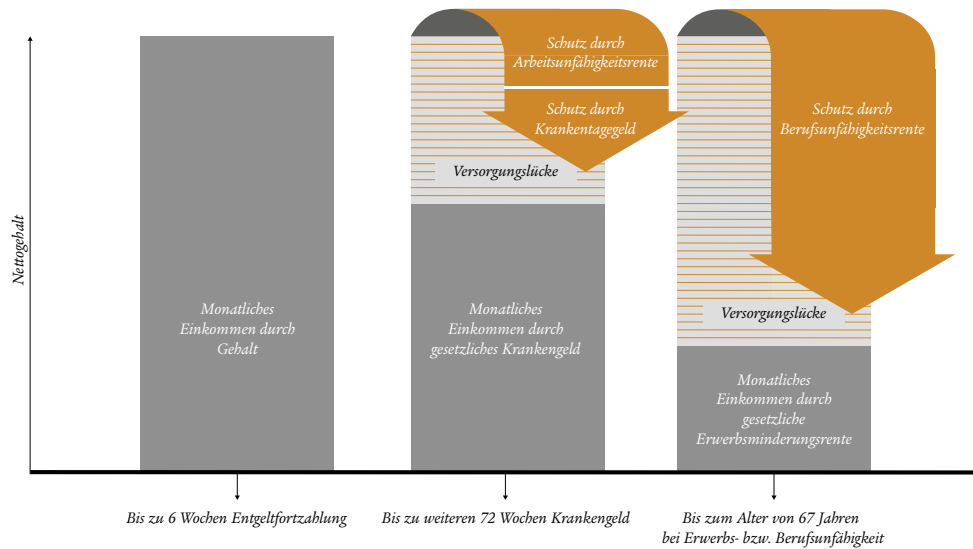 Nettogehalt
Monatliches
Einkommen durch
Gehalt
Bis zu 6 Wochen Entgeltfortzahlung
Schutz durch
Arbeitsunfähigkeitsrente
Schutz durch
Krankentagegeld
Versorgungslücke
Monatliches
Einkommen durch
gesetzliches Krankengeld
Bis zu weiteren 72 Wochen Krankengeld
Schutz durch
Berufsunfähigkeitsrente
Versorgungslücke
Monatliches
Einkommen durch
gesetzliche
Erwerbsminderungsrente
Bis zum Alter von 67 Jahren
bei Erwerbs- bzw. Berufsunfähigkeit